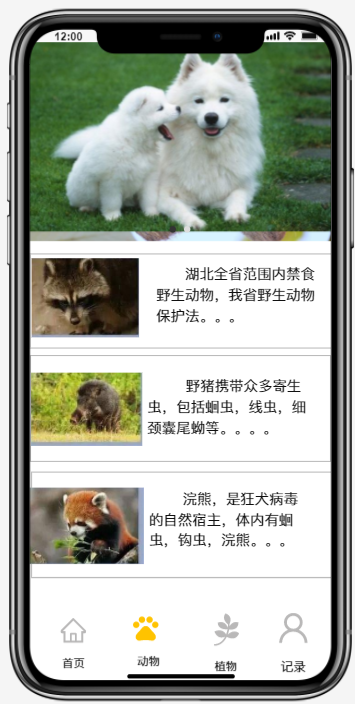 12:00
湖北全省范围内禁食
野生动物，我省野生动物
保护法。。。
野猪携带众多寄生
虫，包括蛔虫，线虫，细
颈囊尾蚴等。。。。
浣熊，是狂犬病毒
的自然宿主，体内有蛔
虫，钩虫，浣熊。。。
首页
动物
植物
记录